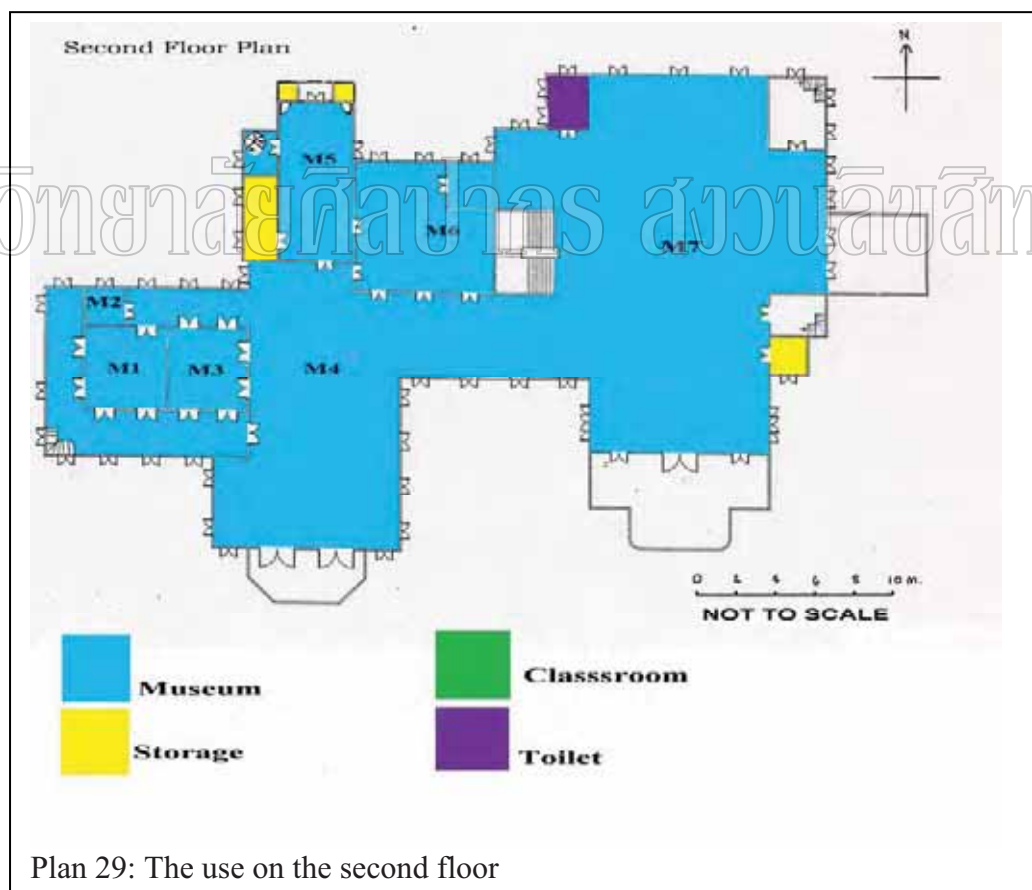 Second Floor Plan
N
M5
M6
M7
M2
M1
M3
M4
0 2 4 6 8 10 m.
NOT TO SCALE
Museum
Classsroom
Storage
Toilet
Plan 29: The use on the second floor